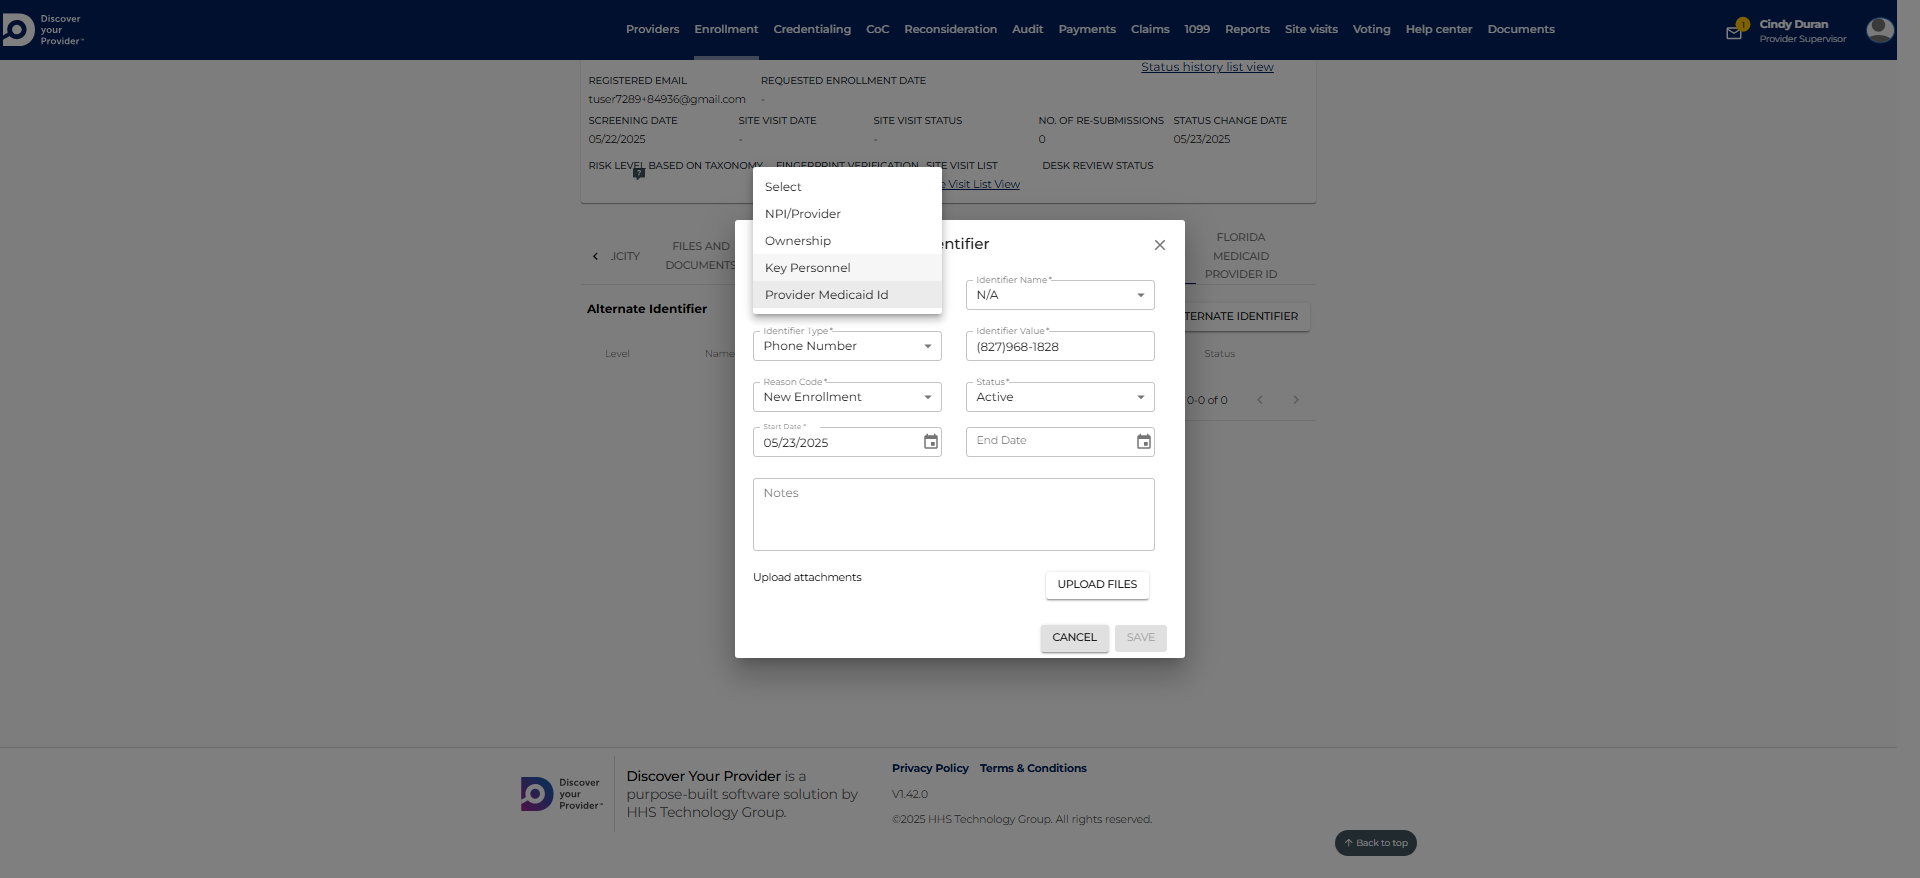 Discover
your
Provider
Providers Enrollment Credentialing CoC Reconsideration Audit Payments Claims 1099 Reports Site visits Voting Help center Documents
1
Cindy Duran
Provider Supervisor
Status history list view
REGISTERED EMAIL REQUESTED ENROLLMENT DATE
tuser7289+84936@gmail.com -
SCREENING DATE SITE VISIT DATE SITE VISIT STATUS NO. OF RE-SUBMISSIONS STATUS CHANGE DATE
05/22/2025 - - 0 05/23/2025
RISK LEVEL BASED ON TAXONOMY FINGERPRINT VERIFICATION SITE VISIT LIST DESK REVIEW STATUS
?
e Visit List View
Select
NPI/Provider
Ownership
Key Personnel
Provider Medicaid Id
entifier
ICITY
FILES AND
DOCUMENTS
FLORIDA
MEDICAID
PROVIDER ID
Alternate Identifier
TERNATE IDENTIFIER
Level Name Status
0-0 of 0
Identifier Name*
N/A
Identifier Type*
Phone Number
Identifier Value*
(827)968-1828
Reason Code*
New Enrollment
Status*
Active
Start Date *
05/23/2025
End Date
Notes
Upload attachments
UPLOAD FILES
CANCEL SAVE
Discover
your
Provider
Discover Your Provider is a
purpose-built software solution by
HHS Technology Group.
Privacy Policy Terms & Conditions
V1.42.0
©2025 HHS Technology Group. All rights reserved.
Back to top